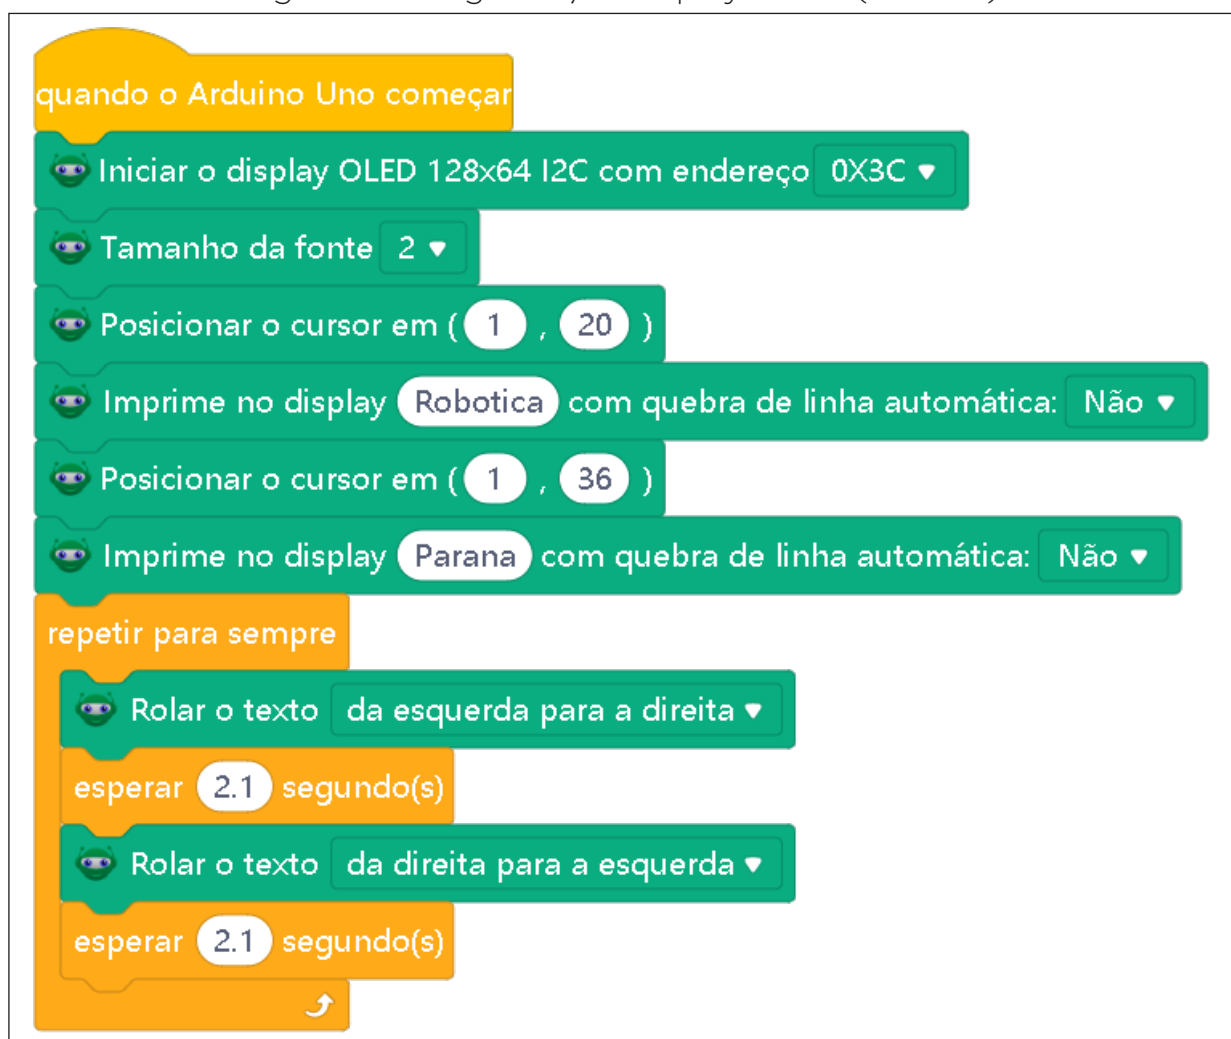 quando o Arduino Uno começar
Iniciar o display OLED 128x64 I2C com endereço 0X3C
Tamanho da fonte 2
Posicionar o cursor em ( 1 , 20 )
Imprime no display Robotica com quebra de linha automática: Não
Posicionar o cursor em ( 1 , 36 )
Imprime no display Parana com quebra de linha automática: Não
repetir para sempre
Rolar o texto da esquerda para a direita
esperar 2.1 segundo(s)
Rolar o texto da direita para a esquerda
esperar 2.1 segundo(s)